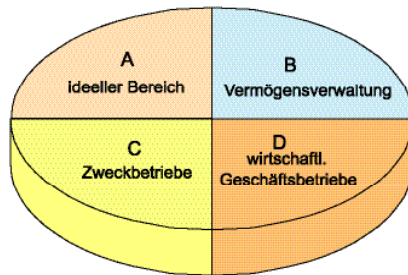 A
ideeller Bereich
B
Vermögensverwaltung
C
Zweckbetriebe
D
wirtschaftl.
Geschäftsbetriebe